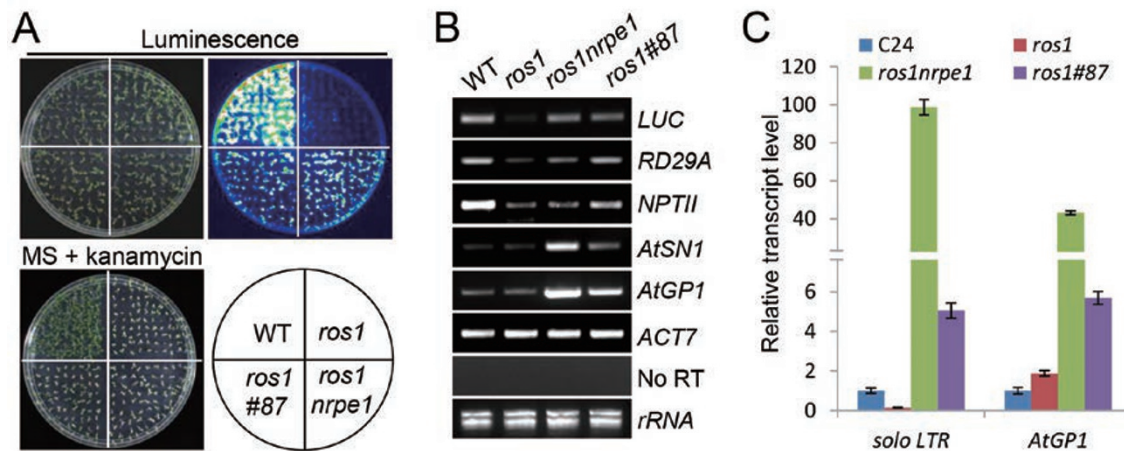 A
Luminescence
MS + kanamycin
WT
ros1
ros1
#87
ros1
nrpe1
B
WT
ros1
ros1nrpe1
ros1#87
LUC
RD29A
NPTII
AtSN1
AtGP1
ACT7
No RT
rRNA
C
C24
ros1
ros1nrpe1
ros1#87
Relative transcript level
120
100
80
60
40
6
4
2
0
solo LTR
AtGP1